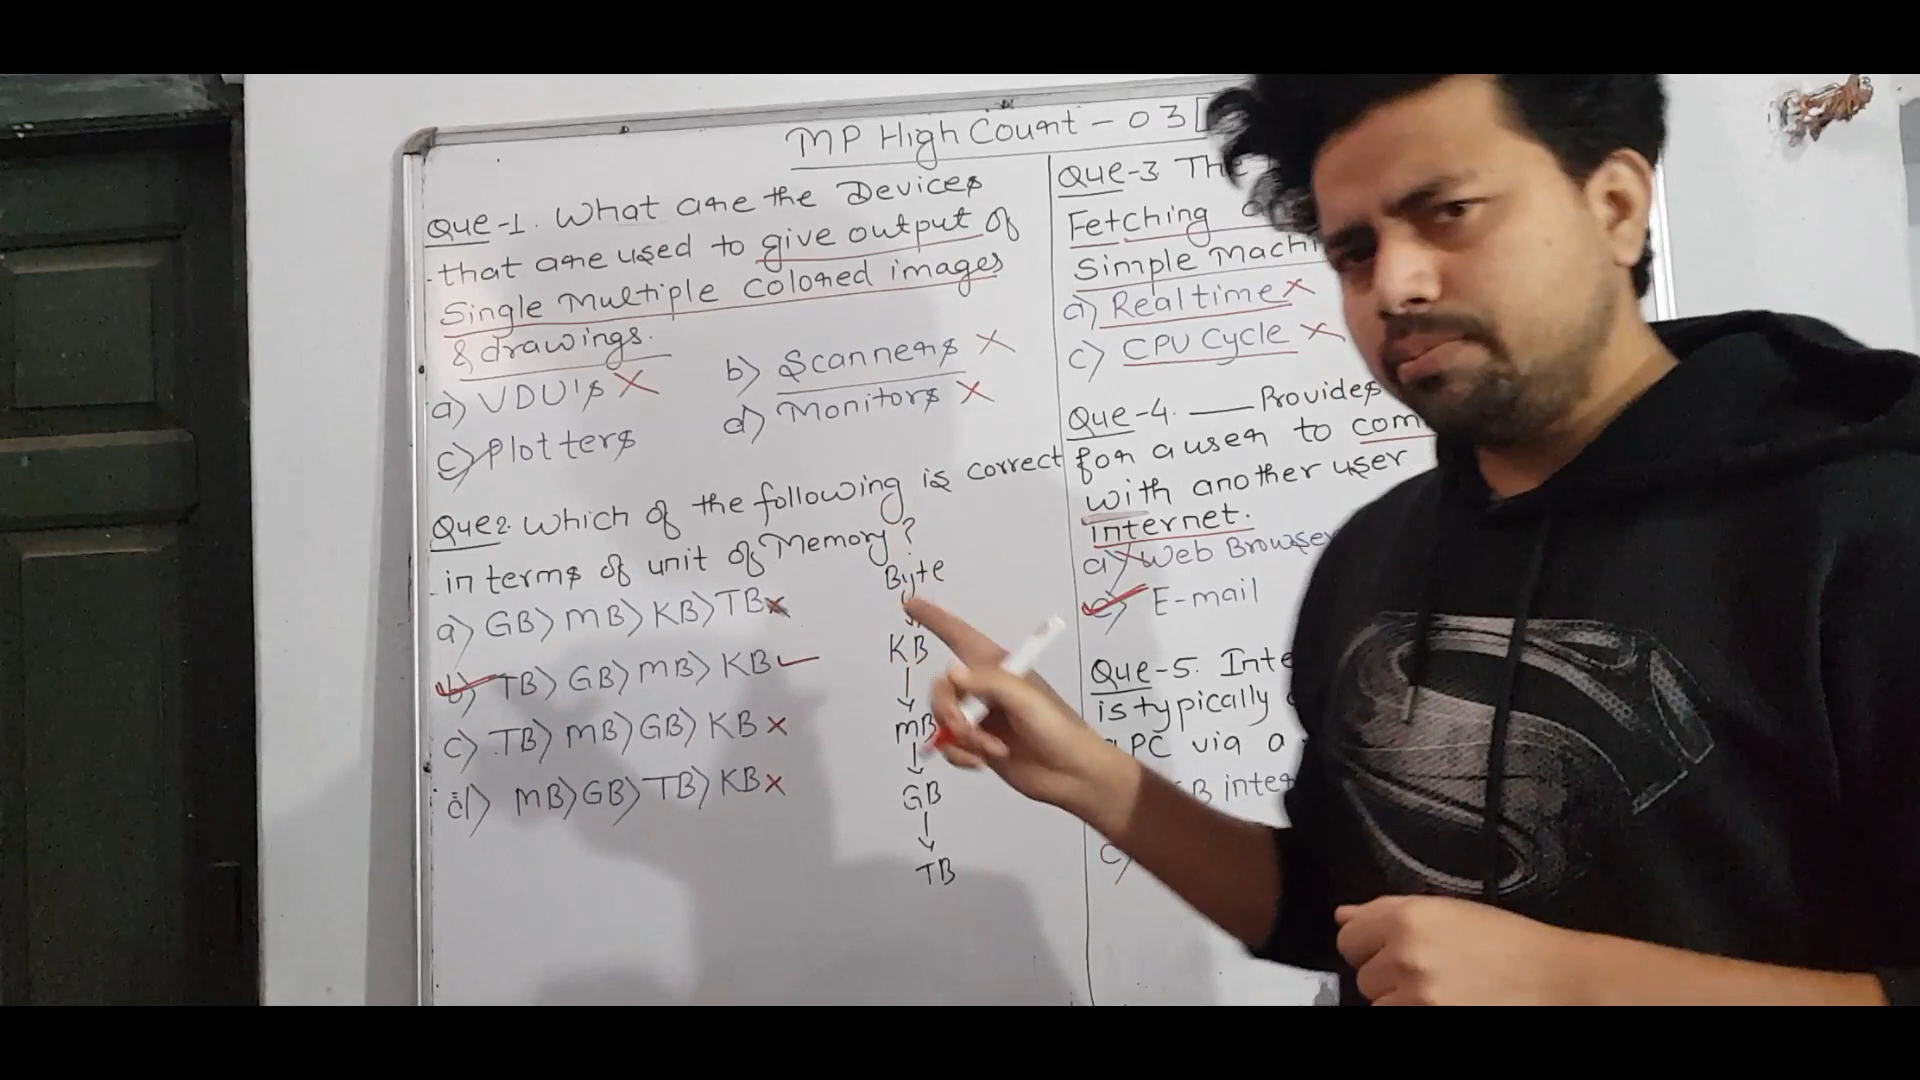 MP High Count - 03
Que-1. What are the Devices
that are used to give output of
Single Multiple Colored images
& drawings.
a) VDU's ✗
b) Scanners ✗
c) Plotters
d) Monitors ✗
Que2. Which of the following is correct
in terms of unit of Memory?
a) GB > MB > KB > TB ✗
b) TB > GB > MB > KB ✓
c) TB > MB > GB > KB ✗
d) MB > GB > TB > KB ✗
Byte
KB
↓
MB
↓
GB
↓
TB
Que-3. The
Fetching
Simple Machi
a) Realtime ✗
c) CPU Cycle ✗
Que-4. ___ Provides
for a user to com
with another user
internet.
a) Web Browser
c) E-mail
Que-5. Inte
is typically
PC via a
B inter
c)